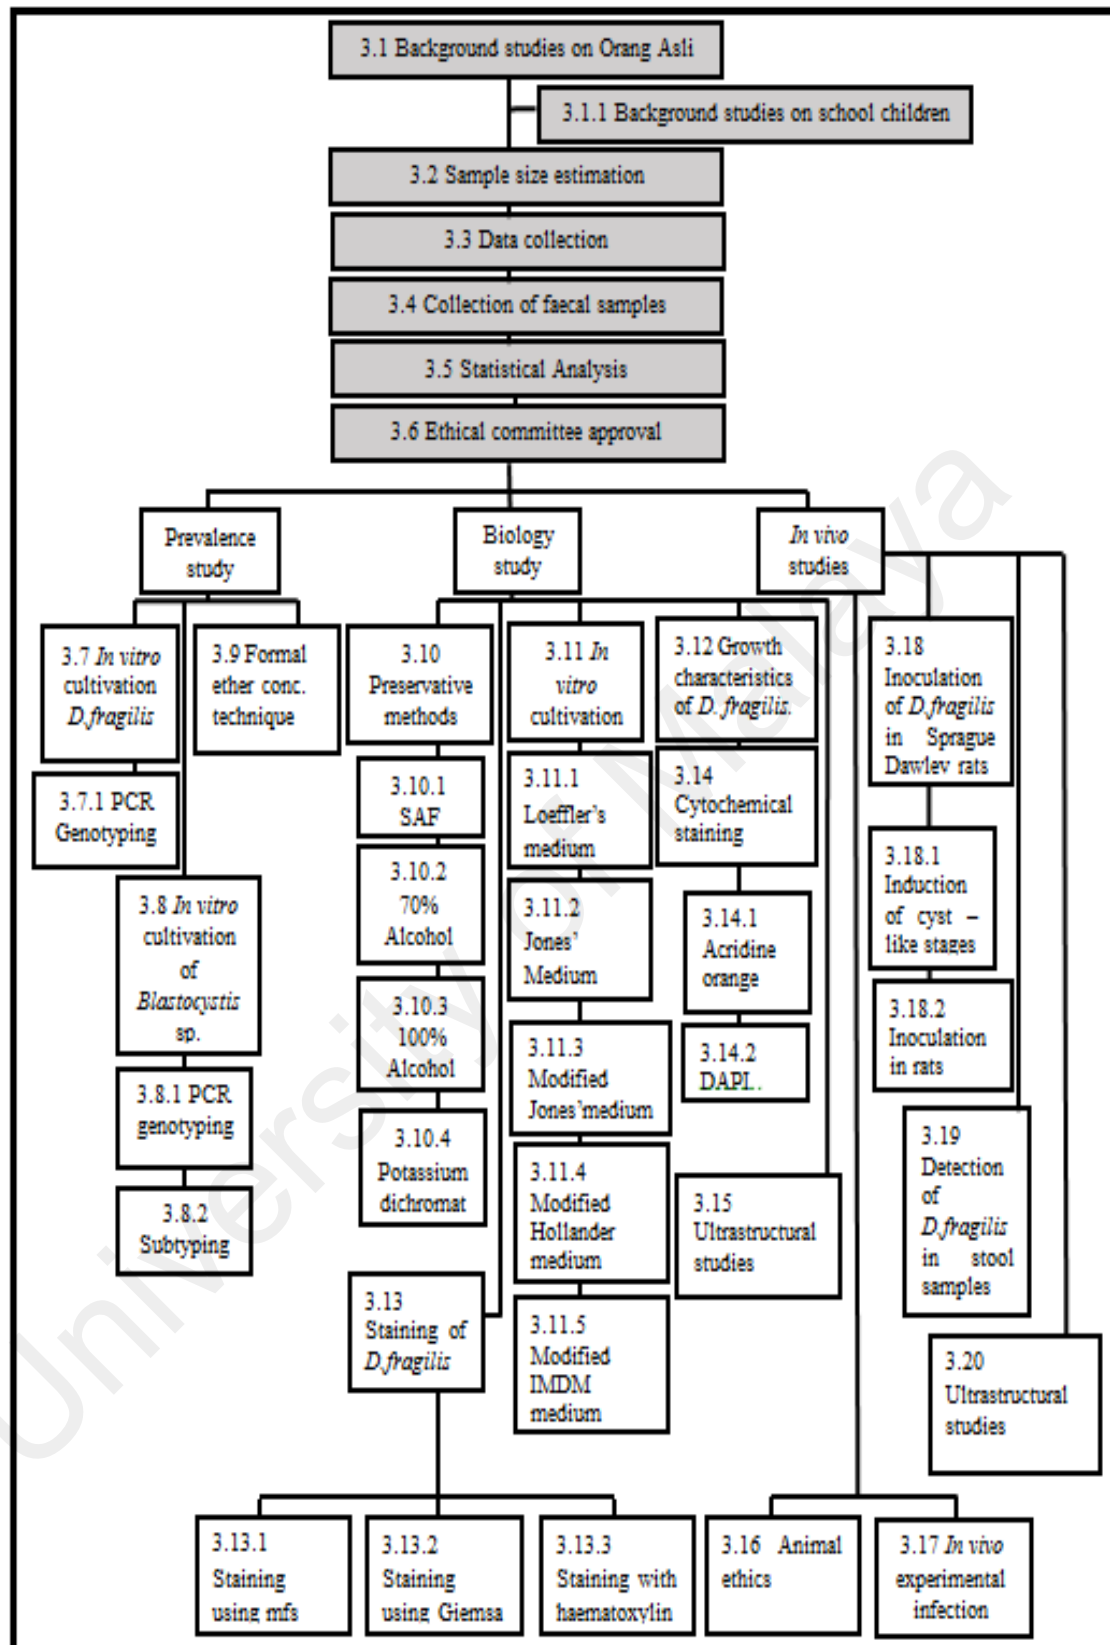 3.1 Background studies on Orang Asli
3.1.1 Background studies on school children
3.2 Sample size estimation
3.3 Data collection
3.4 Collection of faecal samples
3.5 Statistical Analysis
3.6 Ethical committee approval
Prevalence
study
Biology
study
In vivo
studies
3.7 In vitro
cultivation
D.fragilis
3.7.1 PCR
Genotyping
3.9 Formal
ether conc.
technique
3.8 In vitro
cultivation
of
Blastocystis
sp.
3.8.1 PCR
genotyping
3.8.2
Subtyping
3.10
Preservative
methods
3.10.1
SAF
3.10.2
70%
Alcohol
3.10.3
100%
Alcohol
3.10.4
Potassium
dichromat
3.11 In
vitro
cultivation
3.11.1
Loeffler's
medium
3.11.2
Jones'
Medium
3.11.3
Modified
Jones'medium
3.11.4
Modified
Hollander
medium
3.11.5
Modified
IMDM
medium
3.12 Growth
characteristics
of D. fragilis.
3.14
Cytochemical
staining
3.14.1
Acridine
orange
3.14.2
DAPI..
3.15
Ultrastructural
studies
3.13
Staining of
D.fragilis
3.13.1
Staining
using mfs
3.13.2
Staining
using Giemsa
3.13.3
Staining with
haematoxylin
3.16 Animal
ethics
3.17 In vivo
experimental
infection
3.18
Inoculation
of D.fragilis
in Sprague
Dawley rats
3.18.1
Induction
of cyst –
like stages
3.18.2
Inoculation
in rats
3.19
Detection
of
D.fragilis
in stool
samples
3.20
Ultrastructural
studies
University of Malaya